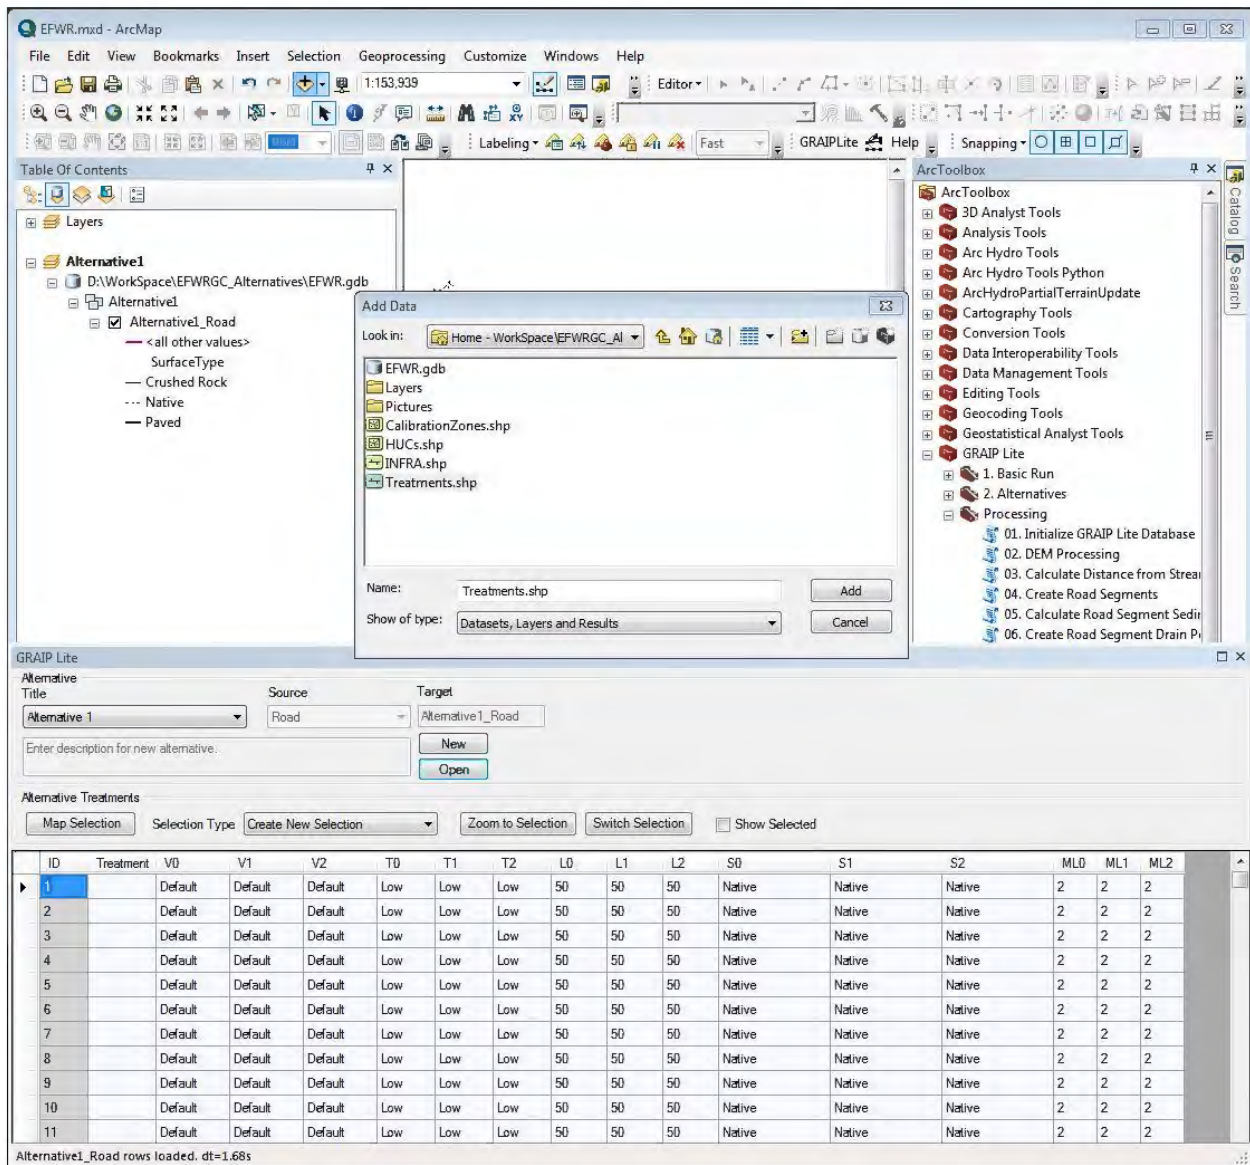 EFWR.mxd - ArcMap
File Edit View Bookmarks Insert Selection Geoprocessing Customize Windows Help
1:153,939 Editor
Labeling Fast GRAIPLite Help Snapping
Table Of Contents
Layers
Alternative1
D:\WorkSpace\EFWRGC_Alternatives\EFWR.gdb
Alternative1
Alternative1_Road
<all other values>
SurfaceType
Crushed Rock
Native
Paved
Add Data
Look in: Home - WorkSpace\EFWRGC_Al
EFWR.gdb
Layers
Pictures
CalibrationZones.shp
HUCs.shp
INFRA.shp
Treatments.shp
Name: Treatments.shp Add
Show of type: Datasets, Layers and Results Cancel
ArcToolbox
ArcToolbox
3D Analyst Tools
Analysis Tools
Arc Hydro Tools
Arc Hydro Tools Python
ArcHydroPartialTerrainUpdate
Cartography Tools
Conversion Tools
Data Interoperability Tools
Data Management Tools
Editing Tools
Geocoding Tools
Geostatistical Analyst Tools
GRAIP Lite
1. Basic Run
2. Alternatives
Processing
01. Initialize GRAIP Lite Database
02. DEM Processing
03. Calculate Distance from Strea
04. Create Road Segments
05. Calculate Road Segment Sedi
06. Create Road Segment Drain P
Catalog
Search
GRAIP Lite
Alternative
Title Source Target
Alternative 1 Road Alternative1_Road
Enter description for new alternative.
New
Open
Alternative Treatments
Map Selection Selection Type Create New Selection Zoom to Selection Switch Selection Show Selected
ID Treatment V0 V1 V2 T0 T1 T2 L0 L1 L2 S0 S1 S2 ML0 ML1 ML2
1 Default Default Default Low Low Low 50 50 50 Native Native Native 2 2 2
2 Default Default Default Low Low Low 50 50 50 Native Native Native 2 2 2
3 Default Default Default Low Low Low 50 50 50 Native Native Native 2 2 2
4 Default Default Default Low Low Low 50 50 50 Native Native Native 2 2 2
5 Default Default Default Low Low Low 50 50 50 Native Native Native 2 2 2
6 Default Default Default Low Low Low 50 50 50 Native Native Native 2 2 2
7 Default Default Default Low Low Low 50 50 50 Native Native Native 2 2 2
8 Default Default Default Low Low Low 50 50 50 Native Native Native 2 2 2
9 Default Default Default Low Low Low 50 50 50 Native Native Native 2 2 2
10 Default Default Default Low Low Low 50 50 50 Native Native Native 2 2 2
11 Default Default Default Low Low Low 50 50 50 Native Native Native 2 2 2
Alternative1_Road rows loaded. dt=1.68s